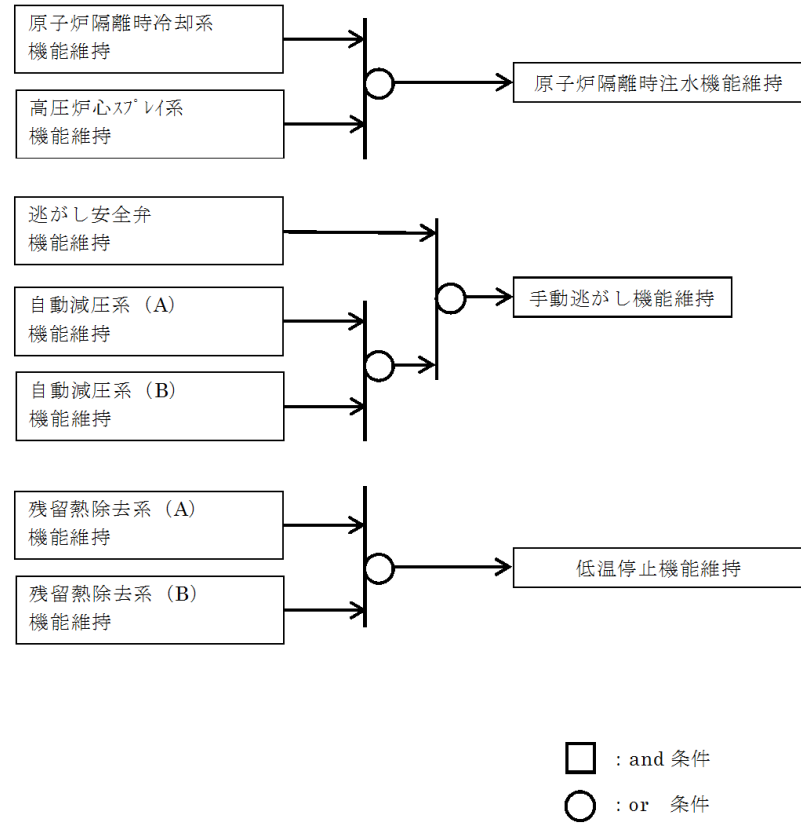 原子炉隔離時冷却系
機能維持
原子炉隔離時注水機能維持
高圧炉心ｽﾌﾟﾚｲ系
機能維持
逃がし安全弁
機能維持
自動減圧系（A）
機能維持
手動逃がし機能維持
自動減圧系（B）
機能維持
残留熱除去系（A）
機能維持
低温停止機能維持
残留熱除去系（B）
機能維持
：and 条件
：or　条件